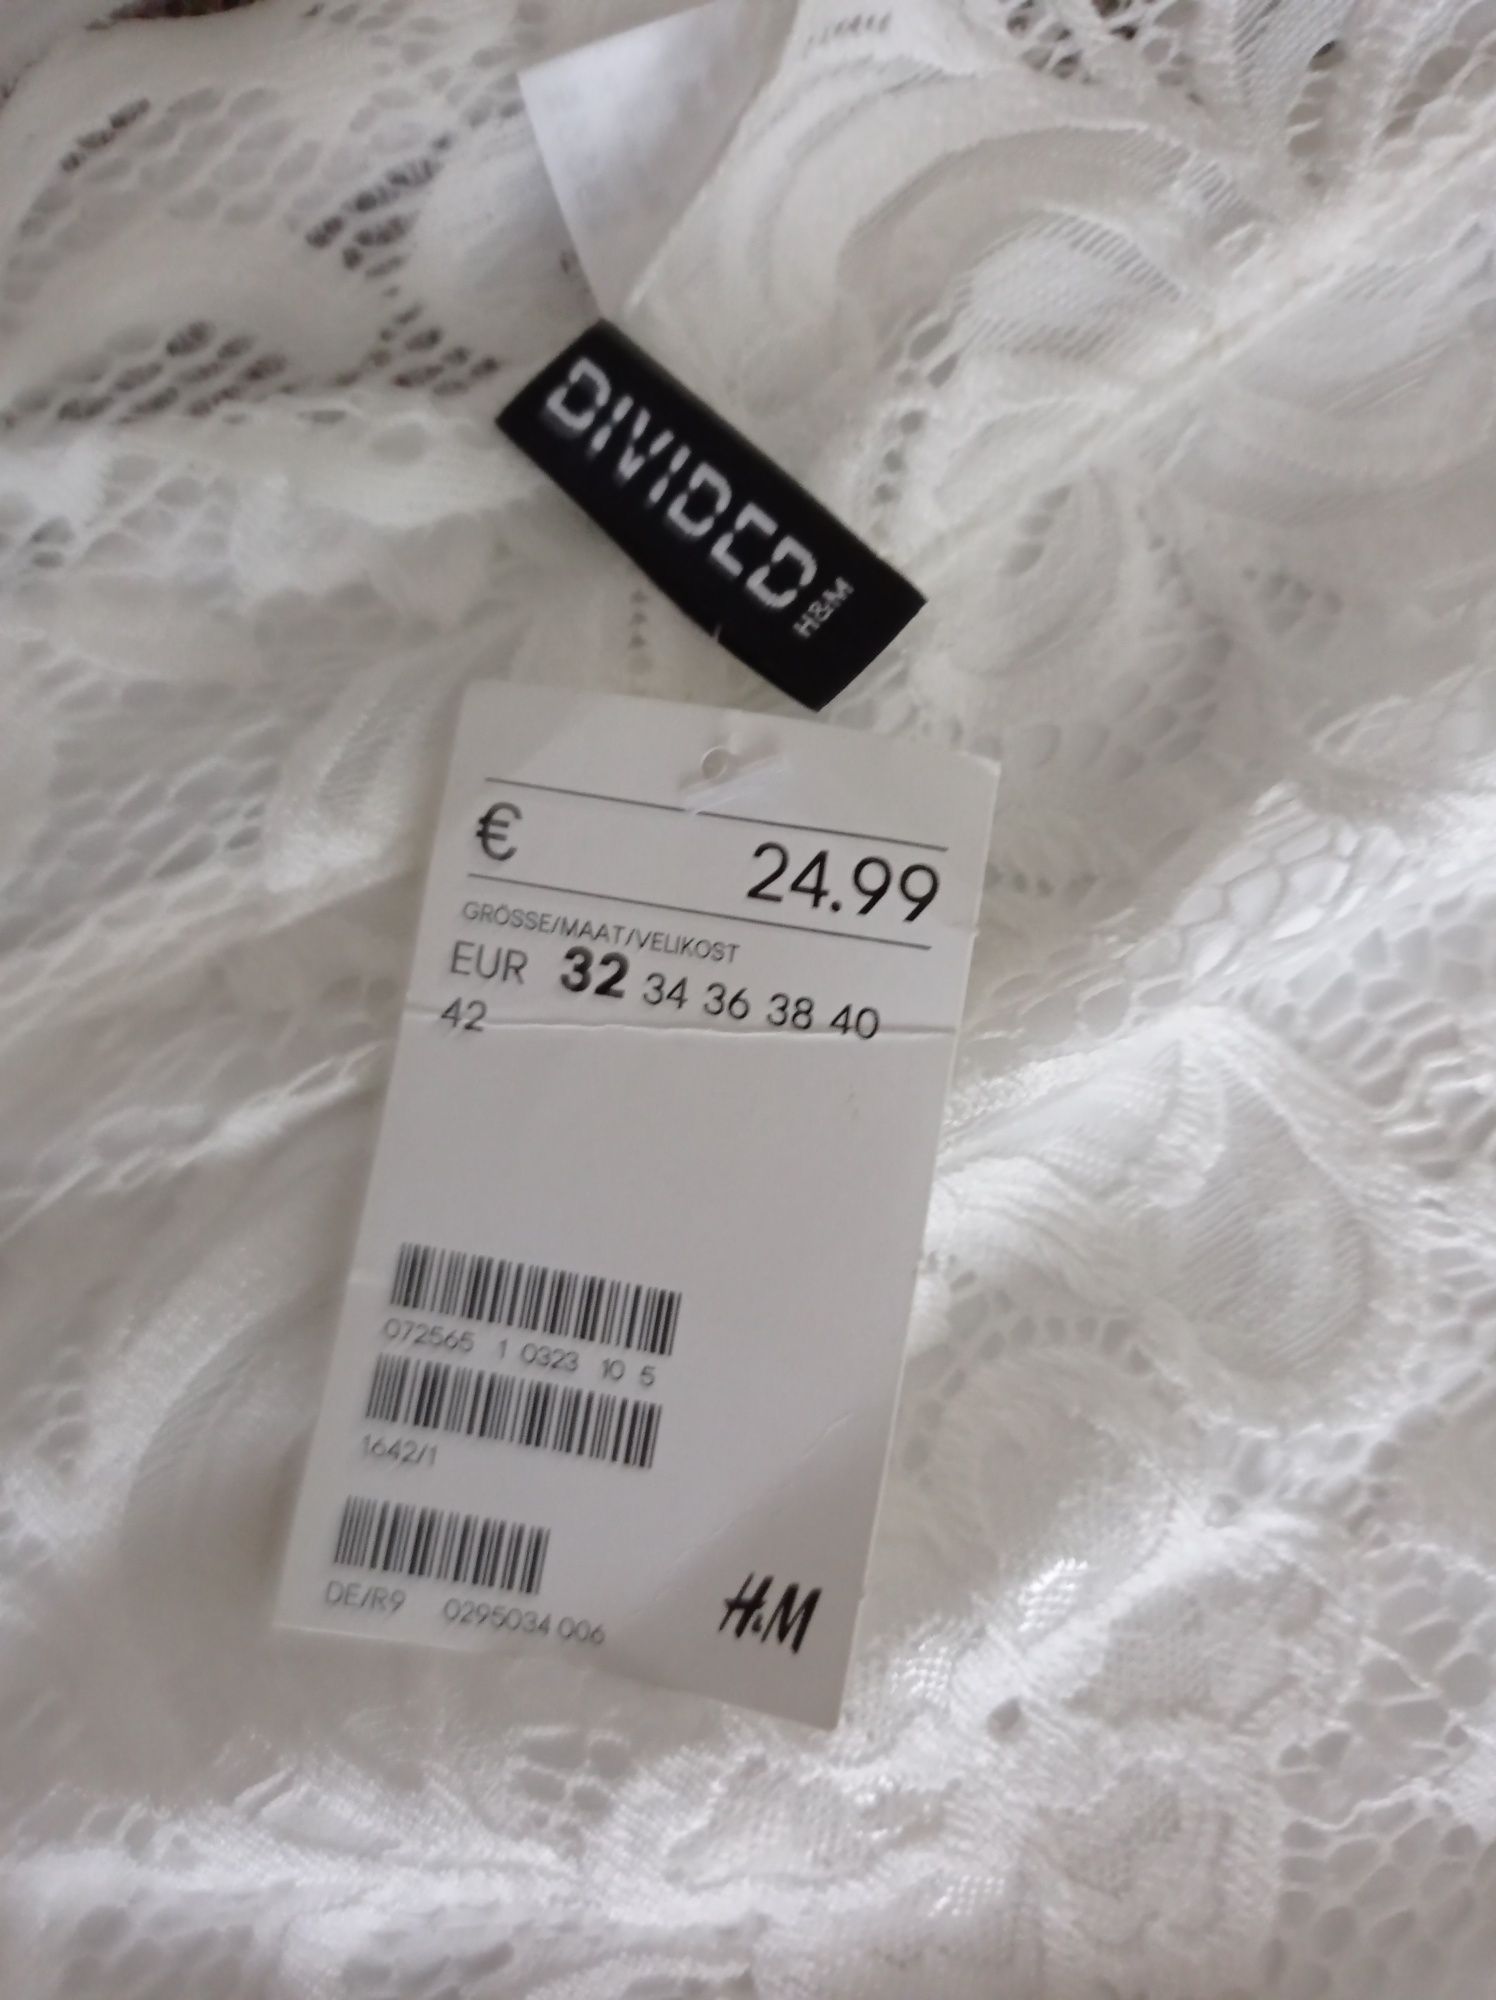 DIVIDED
H&M
€ 24.99
GRÖSSE/MAAT/VELIKOST
EUR 32 34 36 38 40
42
072565 1 0323 10 5
1642/1
DE/R9 0295034 006
H&M